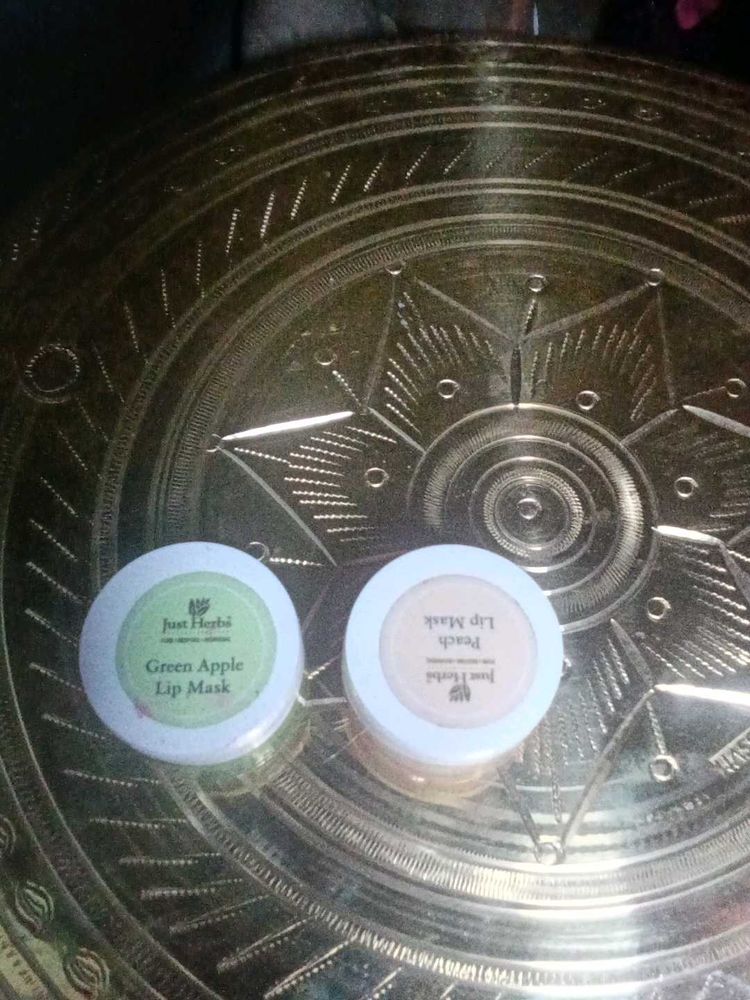 Just Herbs
Green Apple
Lip Mask
Just Herbs
Peach
Lip Mask